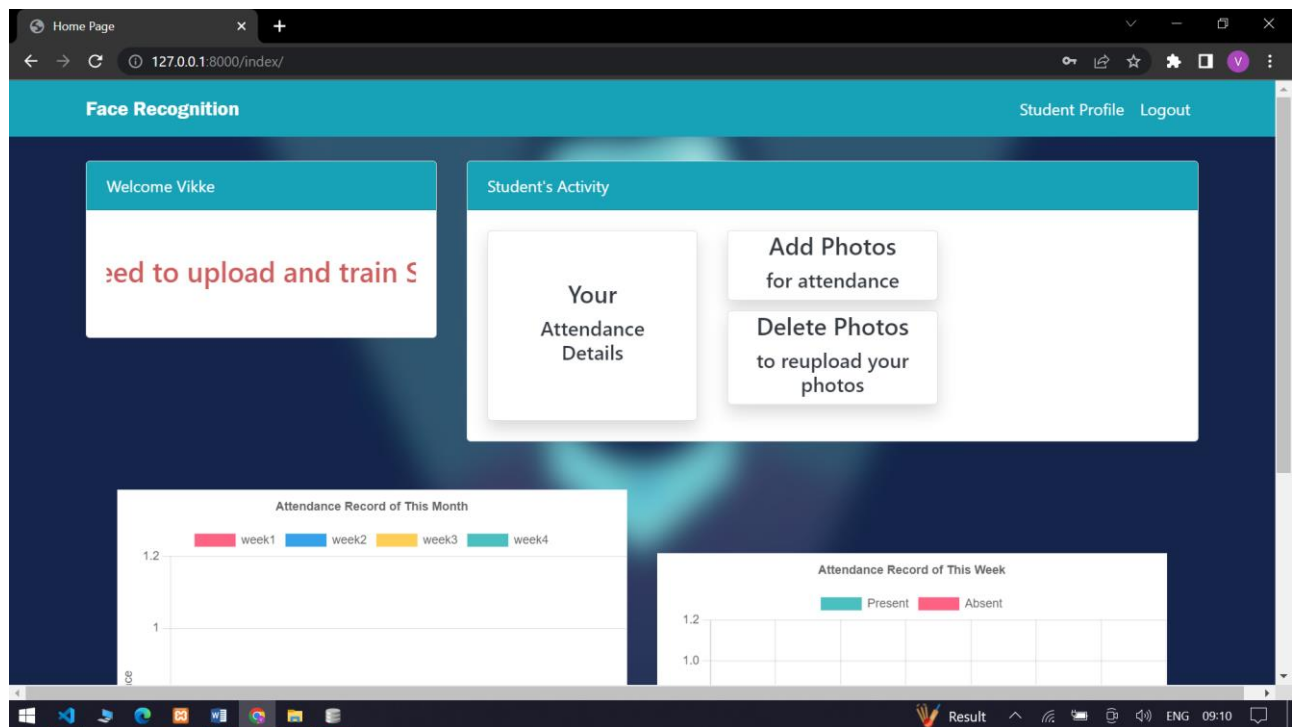 Home Page
127.0.0.1:8000/index/
V
Face Recognition
Student Profile Logout
Welcome Vikke
to upload and train
Student's Activity
Your
Attendance
Details
Add Photos
for attendance
Delete Photos
to reupload your
photos
Attendance Record of This Month
week1 week2 week3 week4
1.2
1
Attendance Record of This Week
Present Absent
1.2
1.0
Result
ENG
09:10